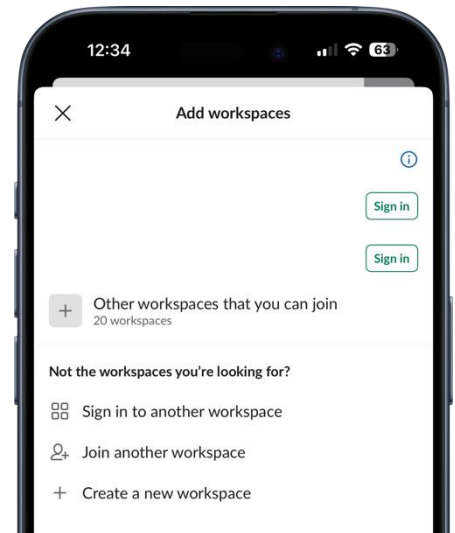 12:34
63
Add workspaces
Sign in
Sign in
Other workspaces that you can join
20 workspaces
Not the workspaces you're looking for?
Sign in to another workspace
Join another workspace
Create a new workspace